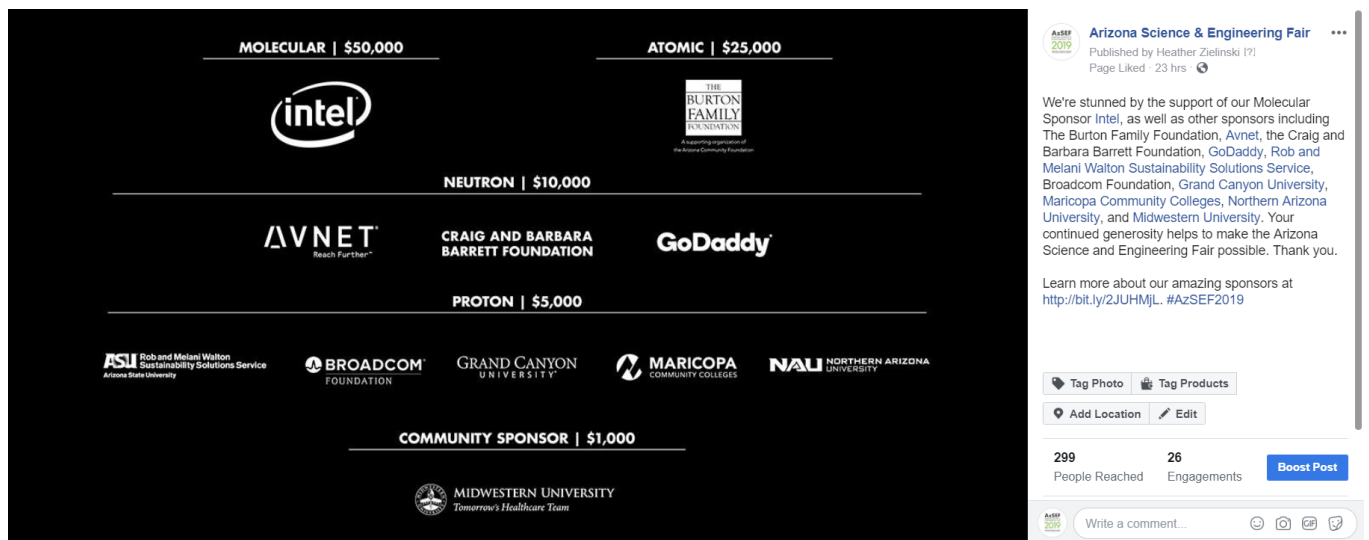 MOLECULAR | $50,000
ATOMIC | $25,000
intel
THE
BURTON
FAMILY
FOUNDATION
A supporting organization of
the Arizona Community Foundation
NEUTRON | $10,000
AVNET
Reach Further™
CRAIG AND BARBARA
BARRETT FOUNDATION
GoDaddy
PROTON | $5,000
ASU Rob and Melani Walton
Sustainability Solutions Service
Arizona State University
BROADCOM®
FOUNDATION
GRAND CANYON
UNIVERSITY
MARICOPA
COMMUNITY COLLEGES
NAU NORTHERN ARIZONA
UNIVERSITY
COMMUNITY SPONSOR | $1,000
MIDWESTERN UNIVERSITY
Tomorrow's Healthcare Team
AzSEF
2019
Arizona Science & Engineering Fair
Published by Heather Zielinski [?]
Page Liked · 23 hrs ·
We're stunned by the support of our Molecular
Sponsor Intel, as well as other sponsors including
The Burton Family Foundation, Avnet, the Craig and
Barbara Barrett Foundation, GoDaddy, Rob and
Melani Walton Sustainability Solutions Service,
Broadcom Foundation, Grand Canyon University,
Maricopa Community Colleges, Northern Arizona
University, and Midwestern University. Your
continued generosity helps to make the Arizona
Science and Engineering Fair possible. Thank you.
Learn more about our amazing sponsors at
http://bit.ly/2JUHMjL. #AzSEF2019
Tag Photo
Tag Products
Add Location
Edit
299
People Reached
26
Engagements
Boost Post
AzSEF
2019
Write a comment...
GIF